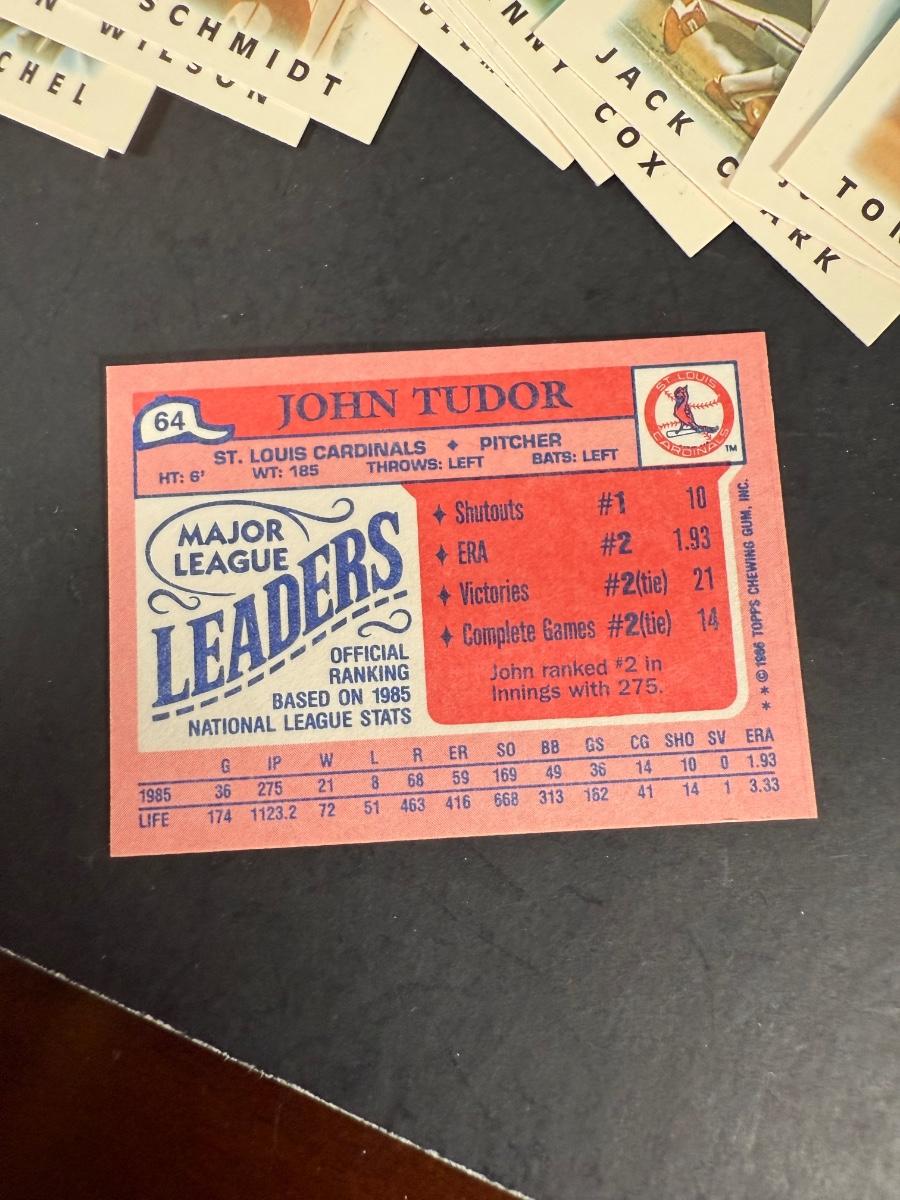 SCHMIDT
WILSON
CHEL
JACK C
COX
ARK
TO
64
JOHN TUDOR
ST. LOUIS CARDINALS ✦ PITCHER
HT: 6' WT: 185 THROWS: LEFT BATS: LEFT
ST. LOUIS
CARDINALS
TM
MAJOR
LEAGUE
LEADERS
OFFICIAL
RANKING
BASED ON 1985
NATIONAL LEAGUE STATS
✦ Shutouts #1 10
✦ ERA #2 1.93
✦ Victories #2(tie) 21
✦ Complete Games #2(tie) 14
John ranked #2 in
Innings with 275.
* * © 1986 TOPPS CHEWING GUM, INC.
G IP W L R ER SO BB GS CG SHO SV ERA
1985 36 275 21 8 68 59 169 49 36 14 10 0 1.93
LIFE 174 1123.2 72 51 463 416 668 313 162 41 14 1 3.33